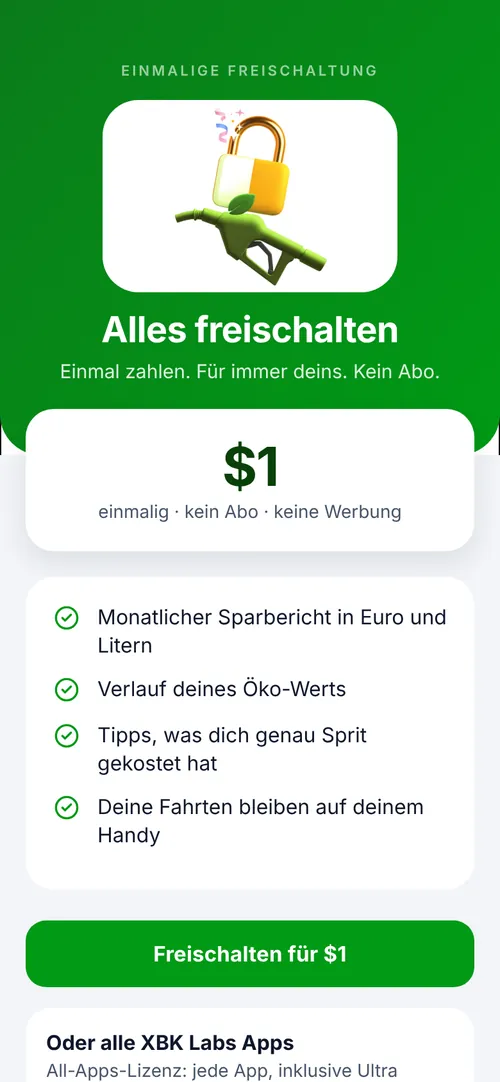 EINMALIGE FREISCHALTUNG
Alles freischalten
Einmal zahlen. Für immer deins. Kein Abo.
$1
einmalig · kein Abo · keine Werbung
Monatlicher Sparbericht in Euro und
Litern
Verlauf deines Öko-Werts
Tipps, was dich genau Sprit
gekostet hat
Deine Fahrten bleiben auf deinem
Handy
Freischalten für $1
Oder alle XBK Labs Apps
All-Apps-Lizenz: jede App, inklusive Ultra